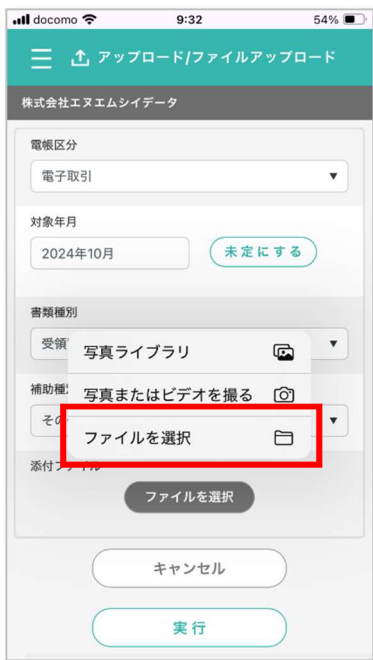 docomo 9:32 54%
アップロード/ファイルアップロード
株式会社エヌエムシイデータ
電帳区分
電子取引
対象年月
2024年10月 未定にする
書類種別
受領
写真ライブラリ
補助種
写真またはビデオを撮る
その
ファイルを選択
添付ファイル
ファイルを選択
キャンセル
実行